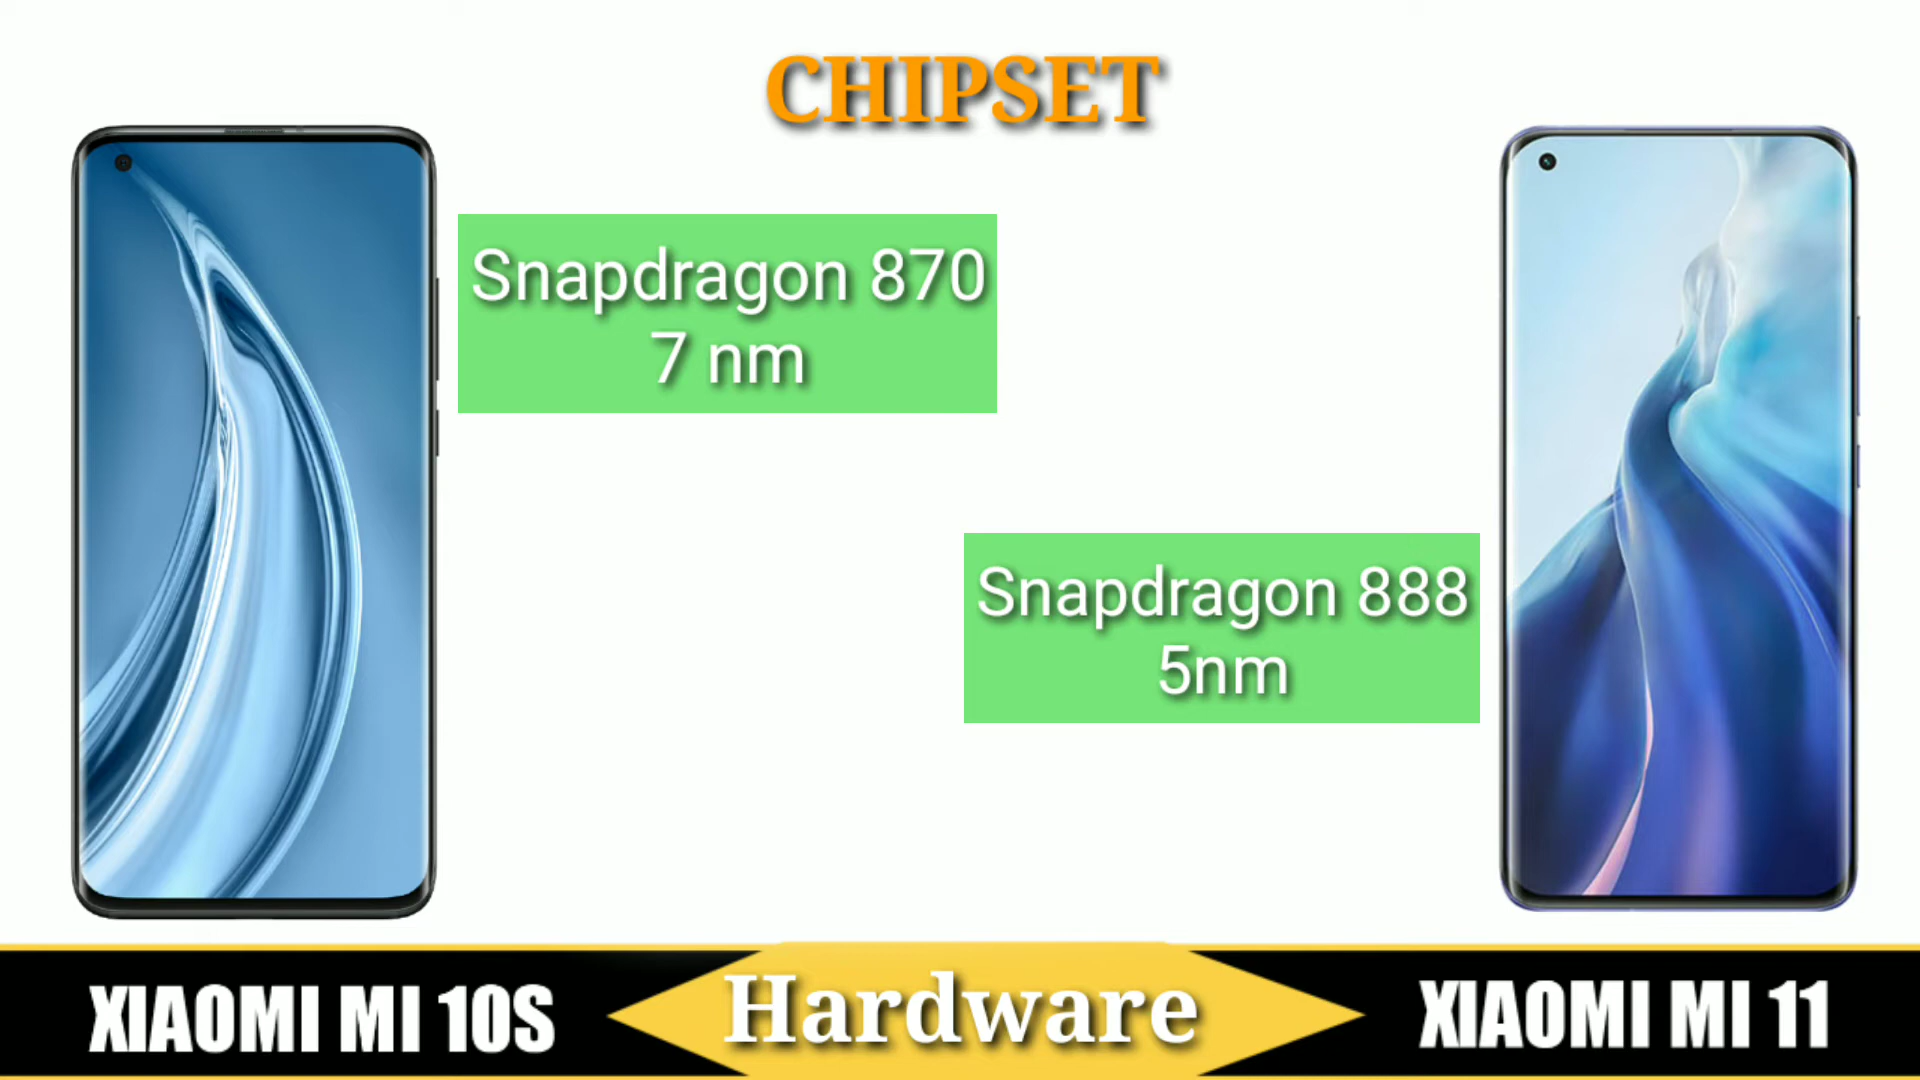 CHIPSET
Snapdragon 870
7 nm
Snapdragon 888
5nm
XIAOMI MI 10S
Hardware
XIAOMI MI 11